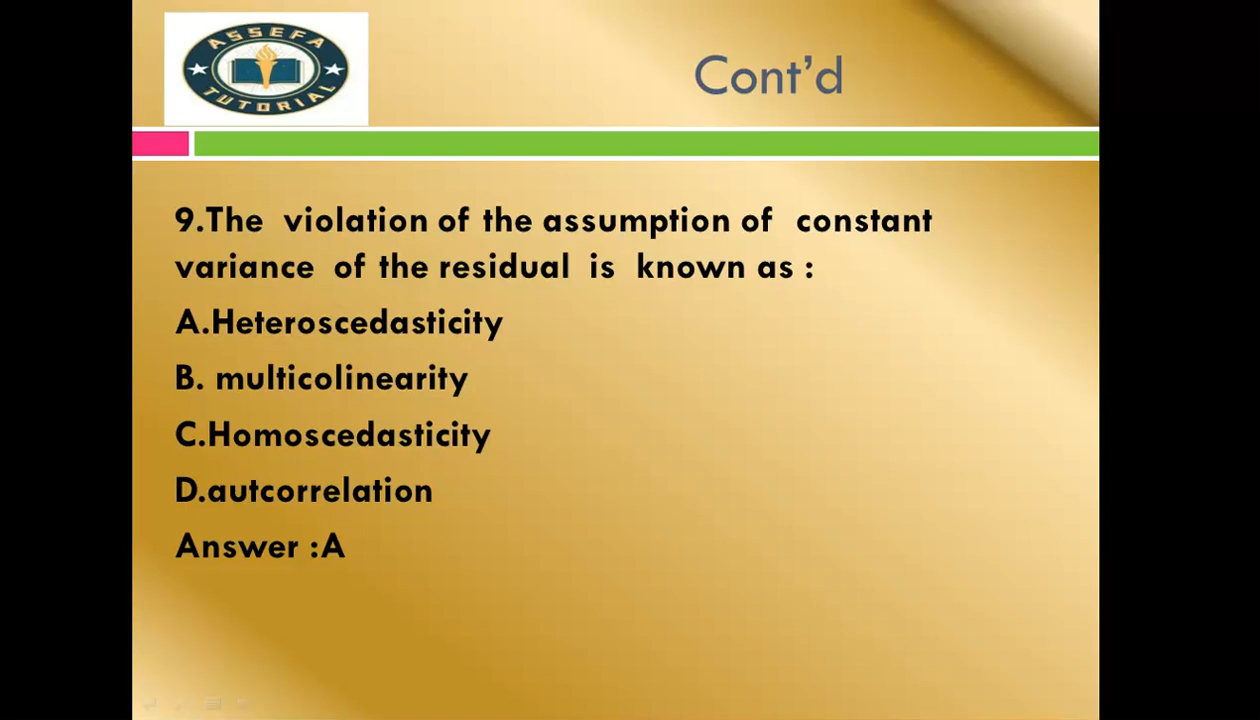 ASSEFA
TUTORIAL
Cont'd
9.The violation of the assumption of constant
variance of the residual is known as :
A.Heteroscedasticity
B. multicolinearity
C.Homoscedasticity
D.autcorrelation
Answer :A